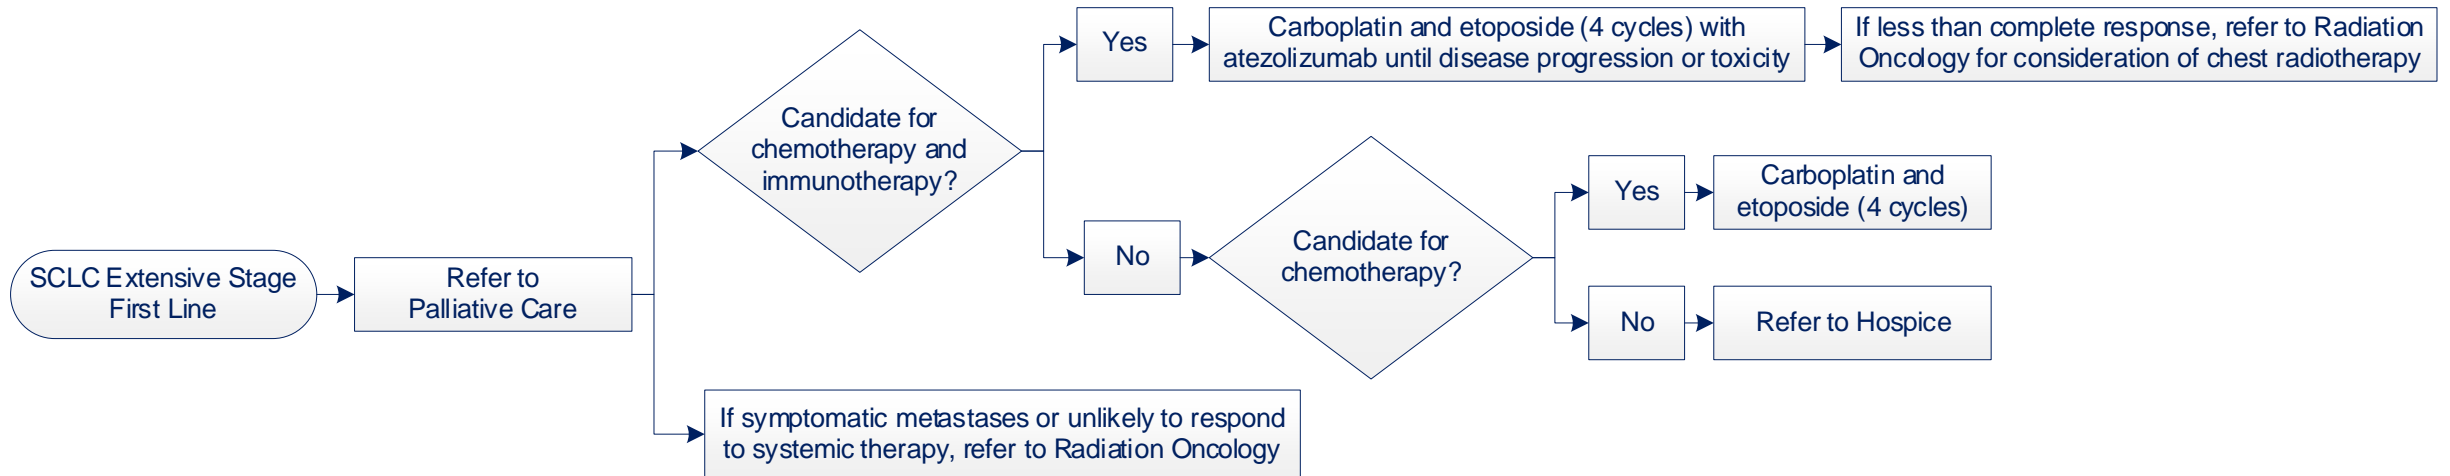 SCLC Extensive Stage
First Line
Refer to
Palliative Care
Candidate for
chemotherapy and
immunotherapy?
Yes
Carboplatin and etoposide (4 cycles) with
atezolizumab until disease progression or toxicity
If less than complete response, refer to Radiation
Oncology for consideration of chest radiotherapy
No
Candidate for
chemotherapy?
Yes
Carboplatin and
etoposide (4 cycles)
No
Refer to Hospice
If symptomatic metastases or unlikely to respond
to systemic therapy, refer to Radiation Oncology